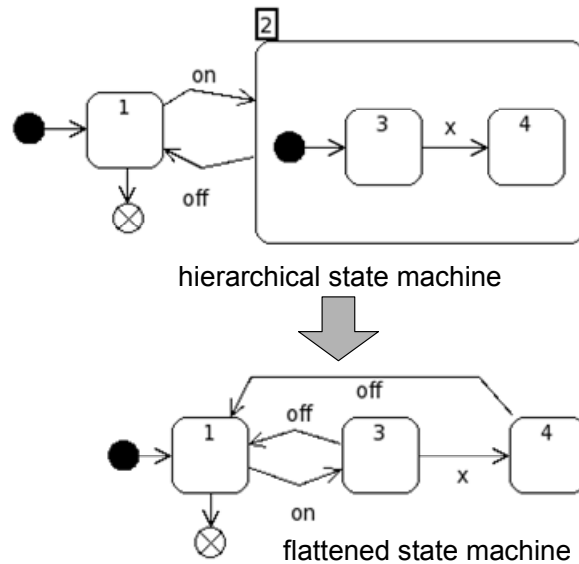 2
on
1
3
x
4
off
hierarchical state machine
off
off
1
3
4
x
on
flattened state machine